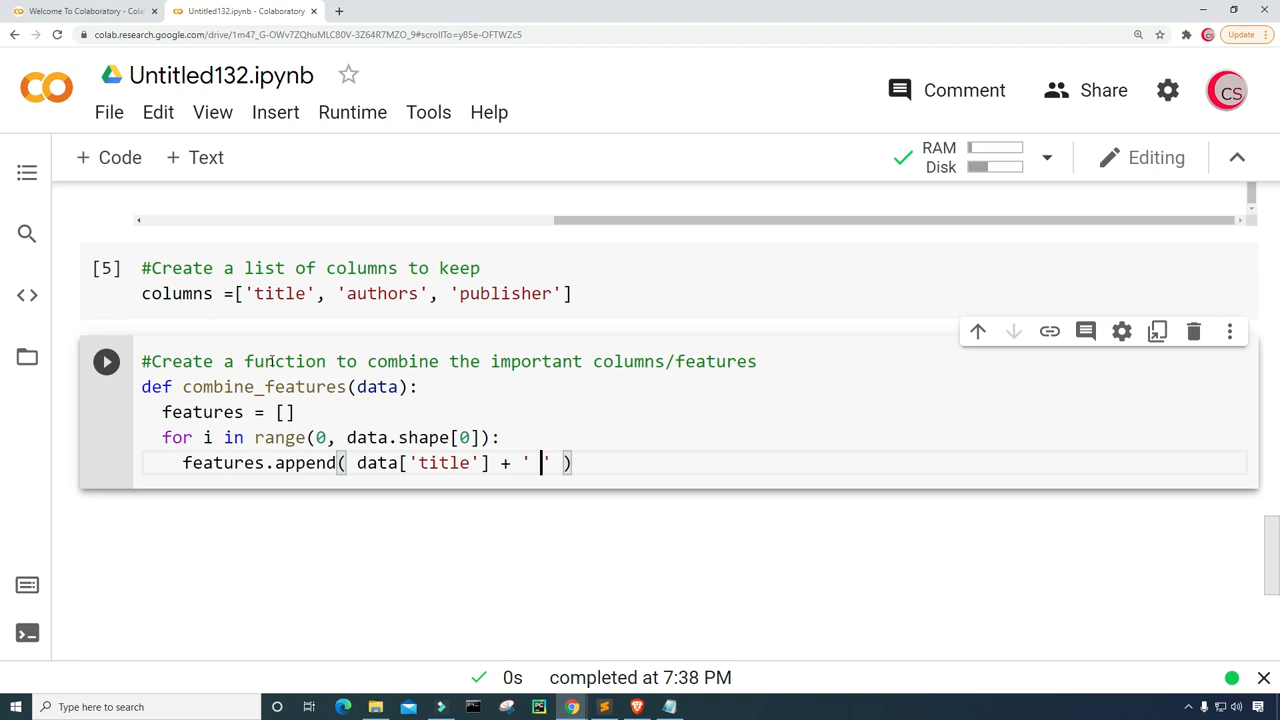 Welcome To Colaboratory - Cola
Untitled132.ipynb - Colaboratory
colab.research.google.com/drive/1m47_G-OWv7ZQhuMLC80V-3Z64R7MZO_9#scrollTo=y85e-OFTWZc5
Update
Untitled132.ipynb
Comment
Share
CS
File Edit View Insert Runtime Tools Help
+ Code + Text
RAM
Disk
Editing
[5] #Create a list of columns to keep
columns =['title', 'authors', 'publisher']
#Create a function to combine the important columns/features
def combine_features(data):
features = []
for i in range(0, data.shape[0]):
features.append( data['title'] + ' ' )
0s completed at 7:38 PM
Type here to search
7:48 PM